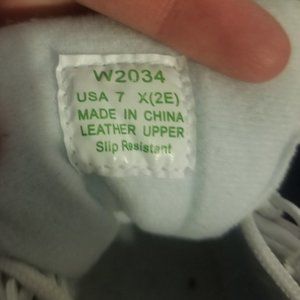 W2034
USA 7 X(2E)
MADE IN CHINA
LEATHER UPPER
Slip Resistant